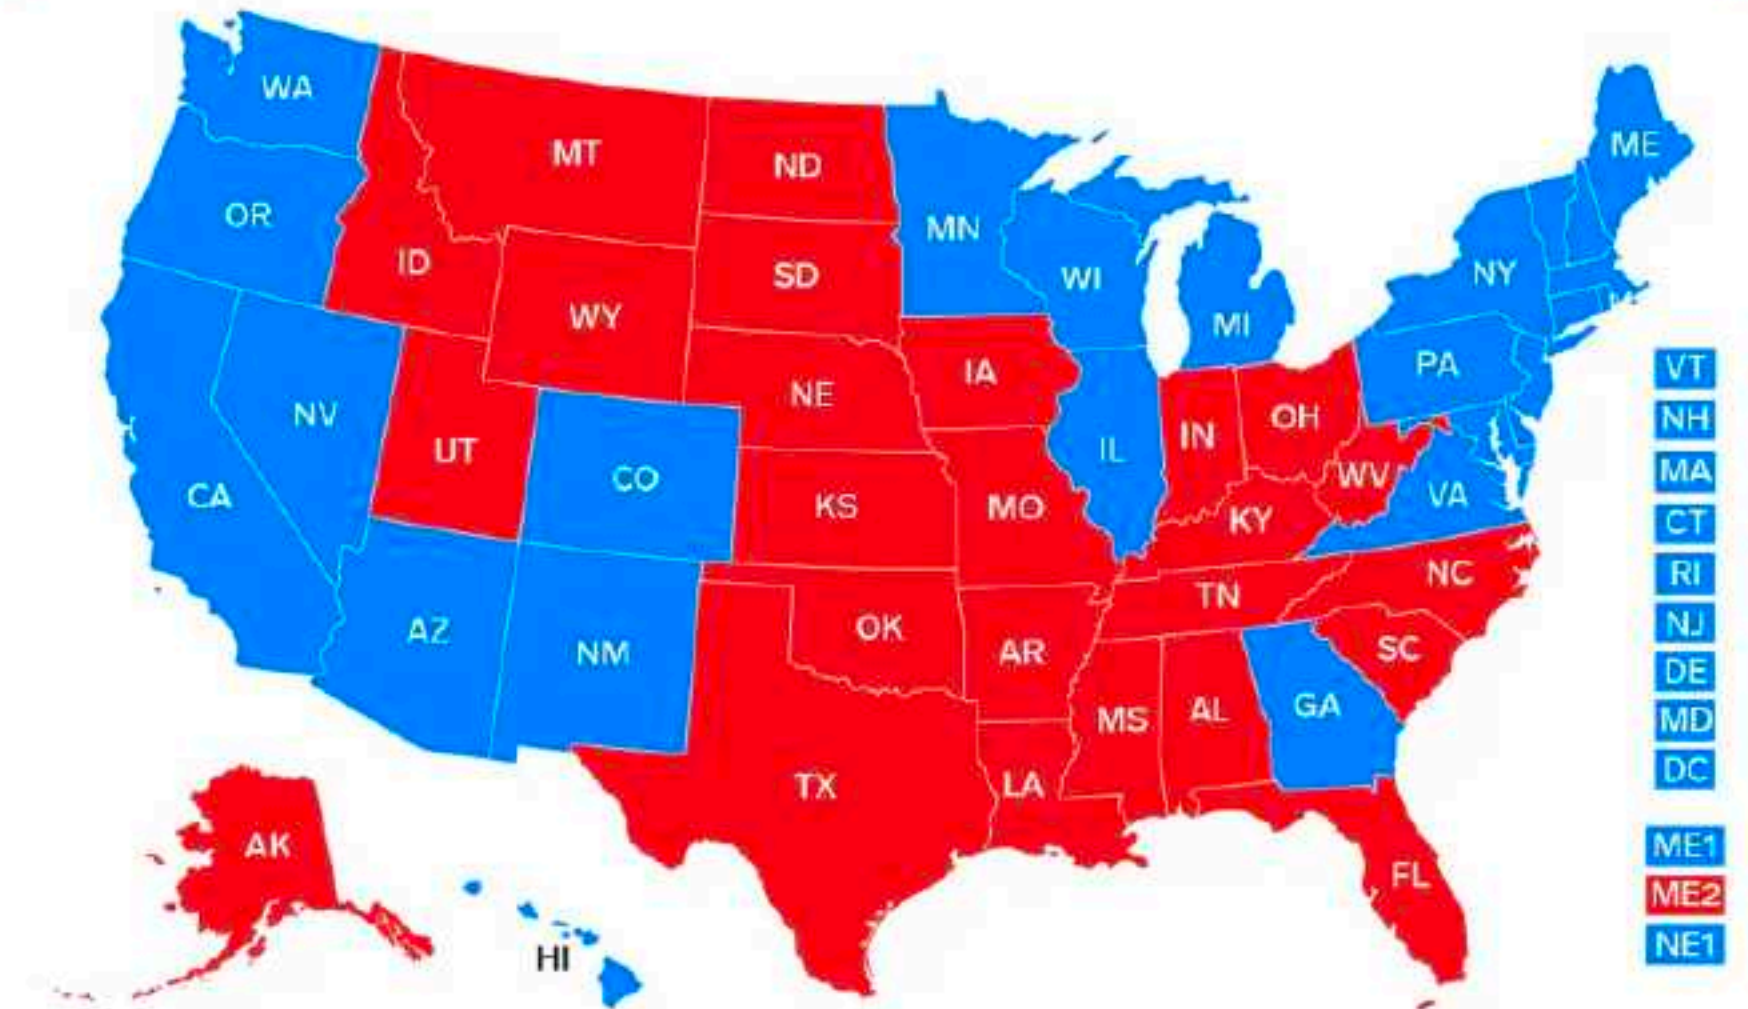 WA
MT
ND
ME
OR
MN
ID
SD
WI
NY
WY
MI
PA
IA
NE
NV
OH
UT
IN
IL
CO
WV
CA
KS
MO
VA
KY
NC
TN
AZ
OK
NM
AR
SC
MS
AL
GA
TX
LA
AK
FL
HI
VT
NH
MA
CT
RI
NJ
DE
MD
DC
ME1
ME2
NE1